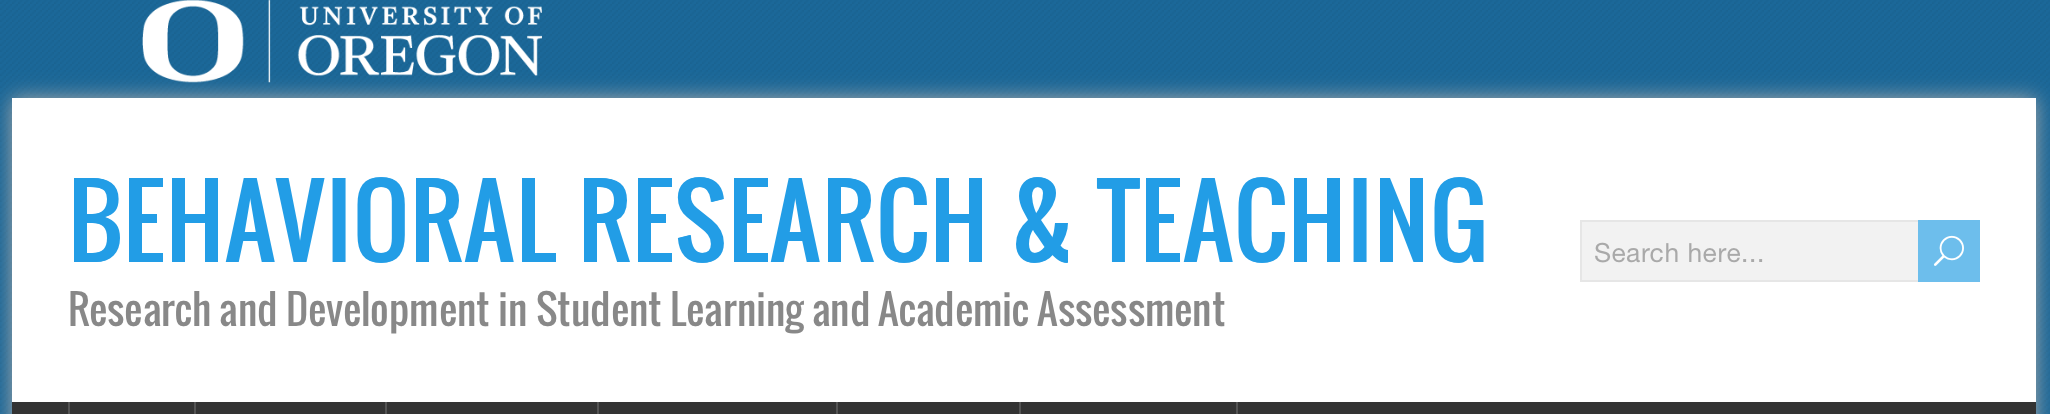 UNIVERSITY OF
OREGON
BEHAVIORAL RESEARCH & TEACHING
Research and Development in Student Learning and Academic Assessment
Search here...